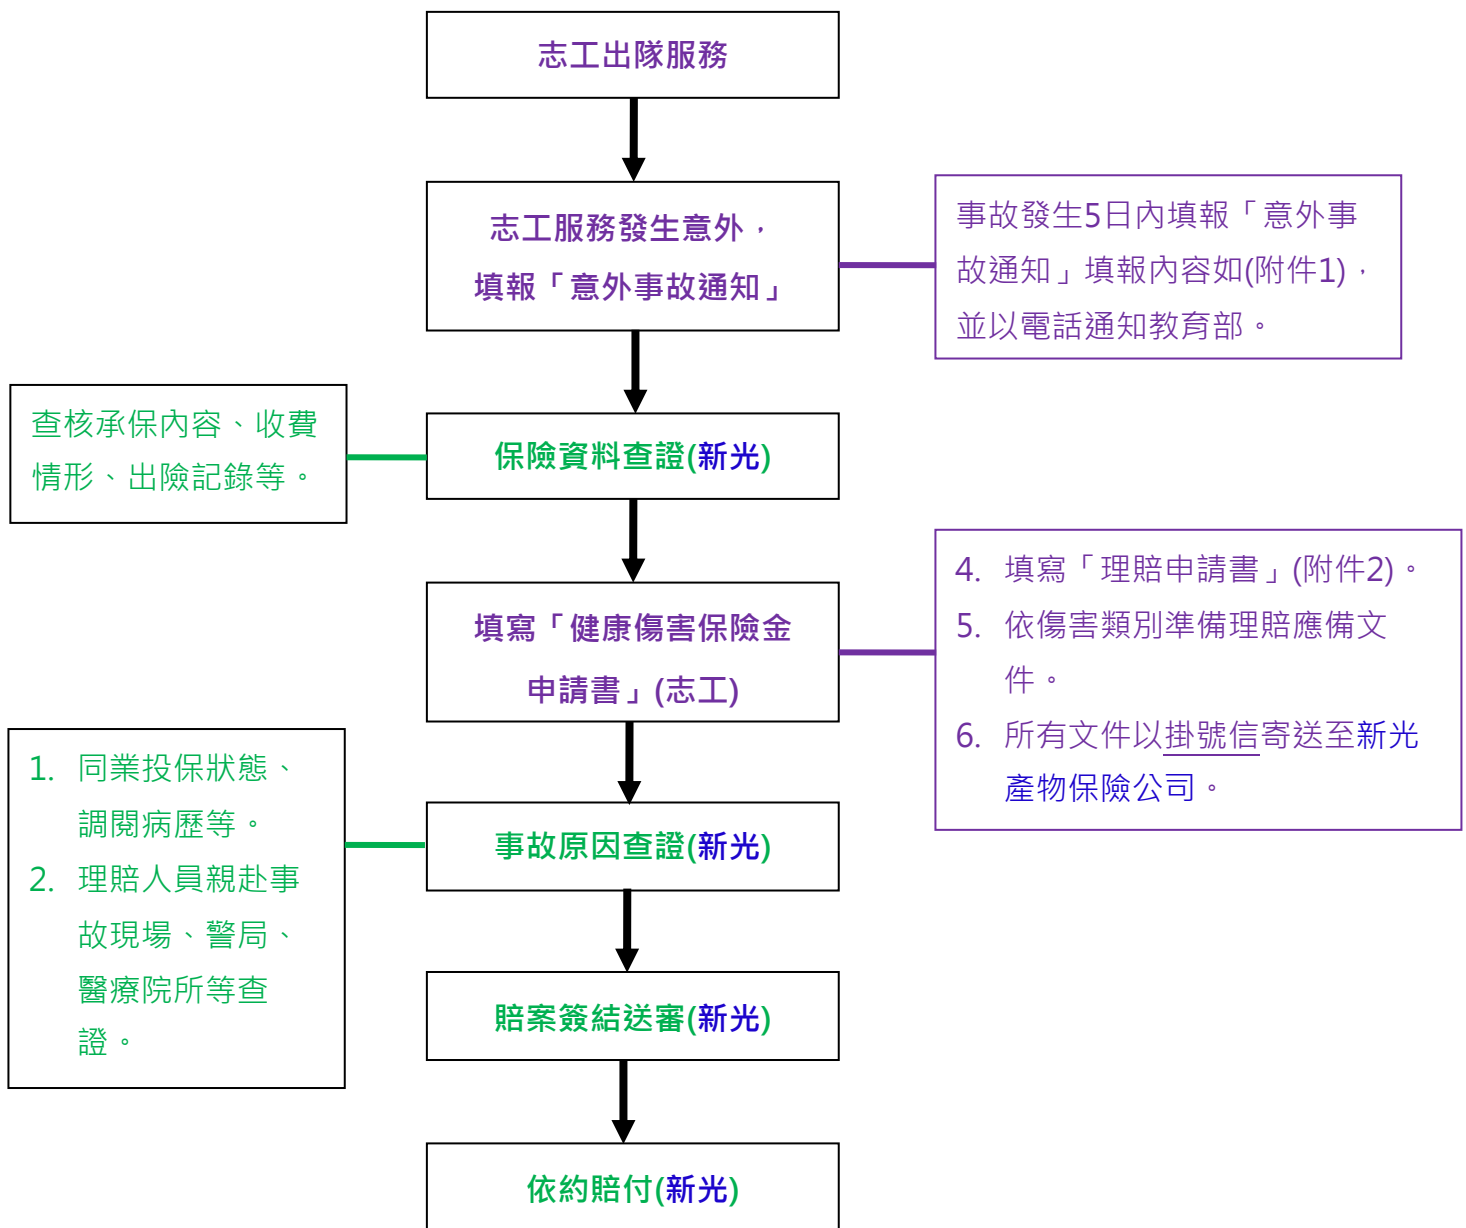 志工出隊服務
志工服務發生意外，
填報「意外事故通知」
事故發生5日內填報「意外事
故通知」填報內容如(附件1)，
並以電話通知教育部。
查核承保內容、收費
情形、出險記錄等。
保險資料查證(新光)
填寫「健康傷害保險金
申請書」(志工)
4. 填寫「理賠申請書」(附件2)。
5. 依傷害類別準備理賠應備文
件。
6. 所有文件以掛號信寄送至新光
產物保險公司。
1. 同業投保狀態、
調閱病歷等。
2. 理賠人員親赴事
故現場、警局、
醫療院所等查
證。
事故原因查證(新光)
賠案簽結送審(新光)
依約賠付(新光)